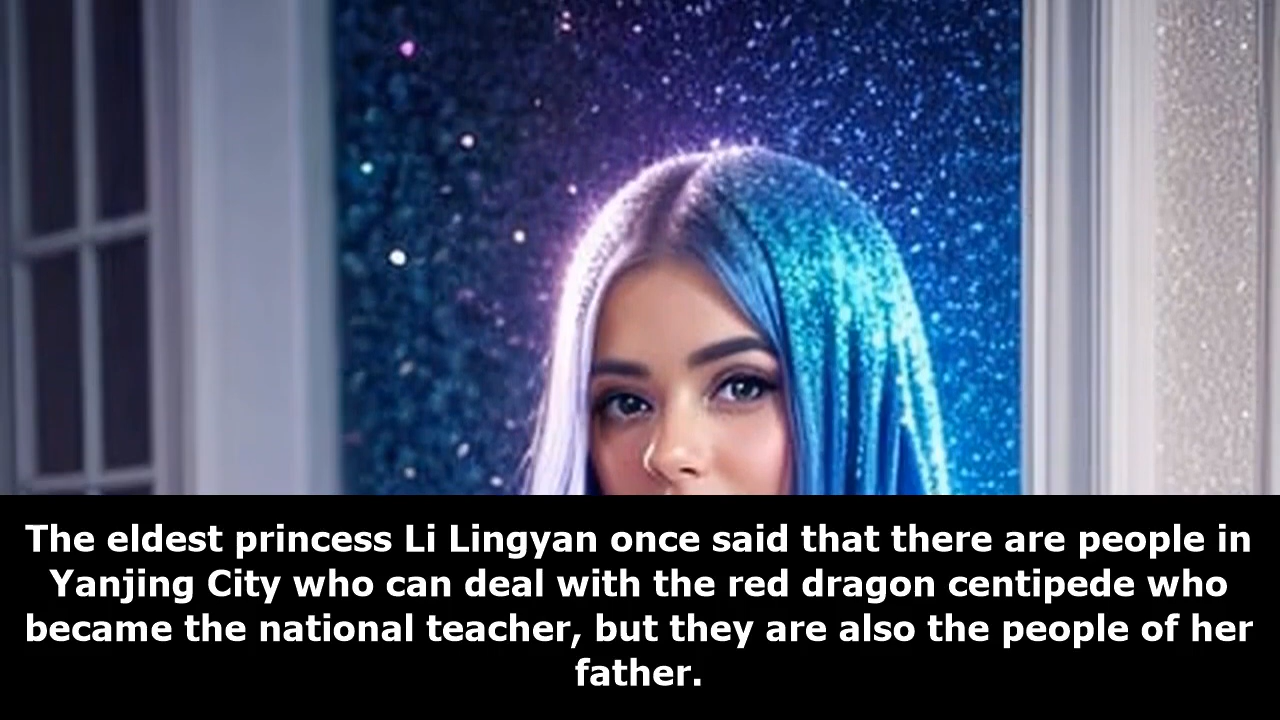 The eldest princess Li Lingyan once said that there are people in
Yanjing City who can deal with the red dragon centipede who
became the national teacher, but they are also the people of her
father.